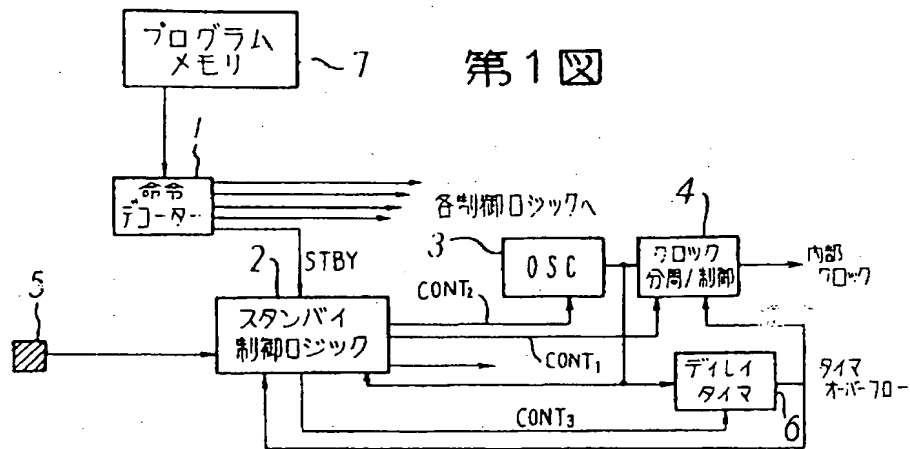 プログラム
メモリ
7
第1図
1
命令
デコーダー
各制御ロジックへ
STBY
2
3
OSC
4
クロック
分周/制御
内部
クロック
5
スタンバイ
制御ロジック
CONT2
CONT1
CONT3
ディレイ
タイマ
6
タイマ
オーバーフロー